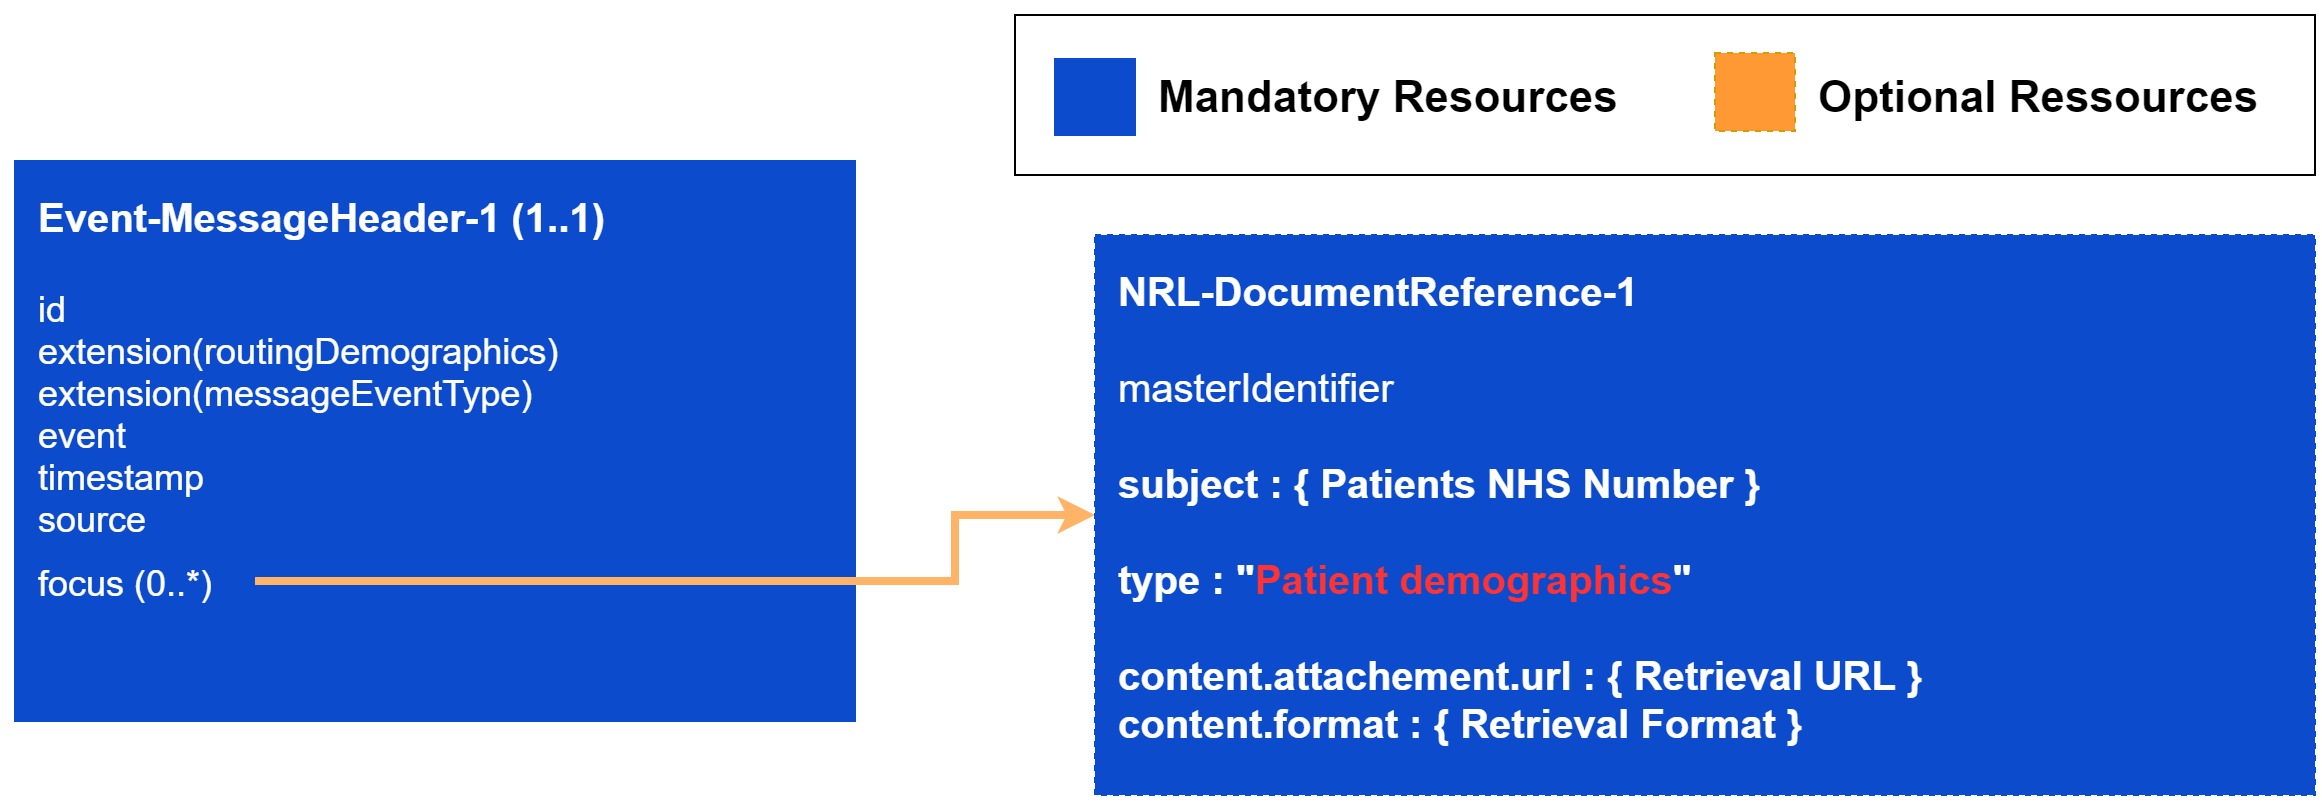 Mandatory Resources
Optional Ressources
Event-MessageHeader-1 (1..1)
id
extension(routingDemographics)
extension(messageEventType)
event
timestamp
source
focus (0..*)
NRL-DocumentReference-1
masterIdentifier
subject : { Patients NHS Number }
type : "Patient demographics"
content.attachement.url : { Retrieval URL }
content.format : { Retrieval Format }